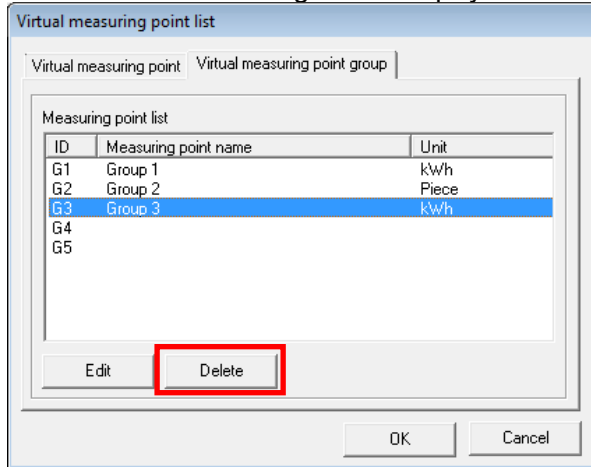 Virtual measuring point list
Virtual measuring point Virtual measuring point group
Measuring point list
ID Measuring point name Unit
G1 Group 1 kWh
G2 Group 2 Piece
G3 Group 3 kWh
G4
G5
Edit Delete
OK Cancel